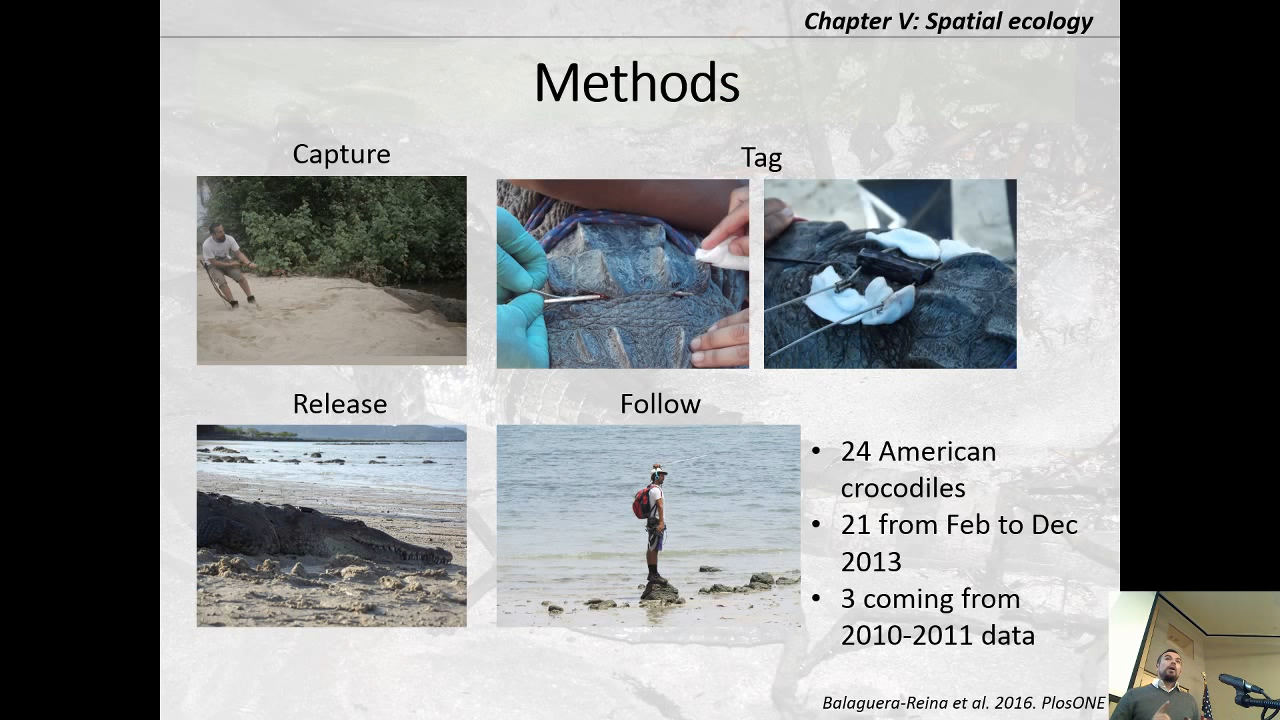 Chapter V: Spatial ecology
Methods
Capture
Tag
Release
Follow
• 24 American
crocodiles
• 21 from Feb to Dec
2013
• 3 coming from
2010-2011 data
Balaguera-Reina et al. 2016. PlosONE